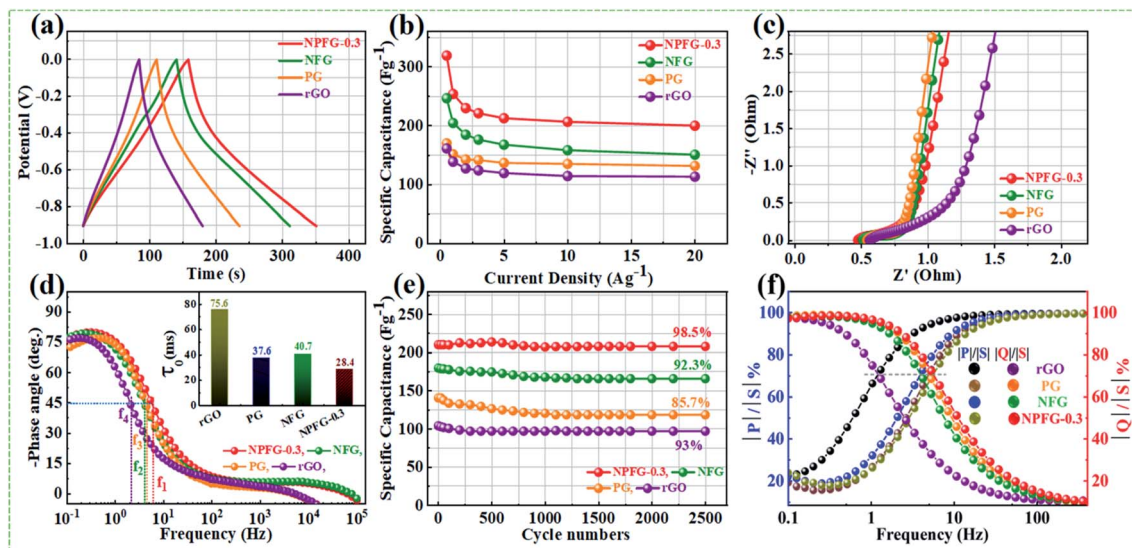 (a)
NPFG-0.3
NFG
PG
rGO
Potential (V)
0.0
-0.2
-0.4
-0.6
-0.8
-1.0
0 100 200 300 400
Time (s)
(b)
NPFG-0.3
NFG
PG
rGO
Specific Capacitance (Fg⁻¹)
350
300
250
200
150
100
50
0
0 5 10 15 20
Current Density (Ag⁻¹)
(c)
NPFG-0.3
NFG
PG
rGO
-Z'' (Ohm)
2.5
2.0
1.5
1.0
0.5
0.0
0.0 0.5 1.0 1.5 2.0
Z' (Ohm)
(d)
-Phase angle (deg.)
-90
-75
60
45
30
15
0
τ₀ (ms)
80
60
40
20
0
75.6
37.6
40.7
28.4
rGO PG NFG NPFG-0.3
f₄
f₃
f₂
f₁
NPFG-0.3, NFG,
PG, rGO,
10⁻¹ 10⁰ 10¹ 10² 10³ 10⁴ 10⁵
Frequency (Hz)
(e)
Specific Capacitance (Fg⁻¹)
300
250
200
150
100
50
0
98.5%
92.3%
85.7%
93%
NPFG-0.3, NFG
PG, rGO
0 500 1000 1500 2000 2500
Cycle numbers
(f)
|P|/|S|%
100
80
60
40
20
|P|/|S| |Q|/|S|
rGO
PG
NFG
NPFG-0.3
100
80
60
40
20
|Q|/|S|%
0.1 1 10 100
Frequency (Hz)